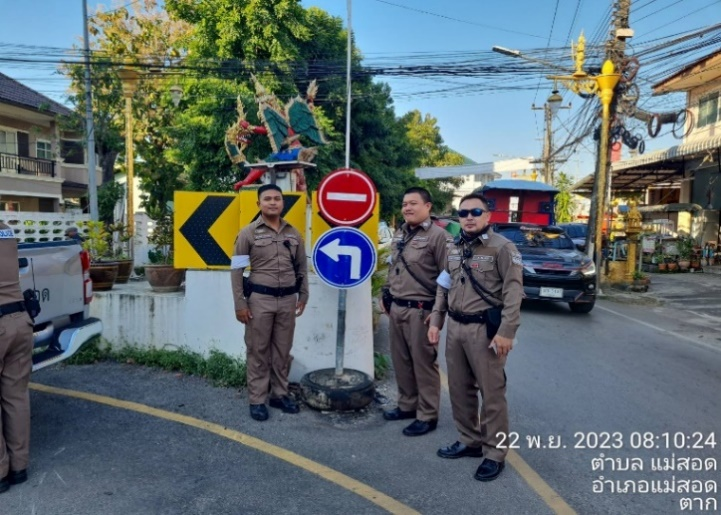 22 พ.ย. 2023 08:10:24
ตำบล แม่สอด
อำเภอแม่สอด
ตาก